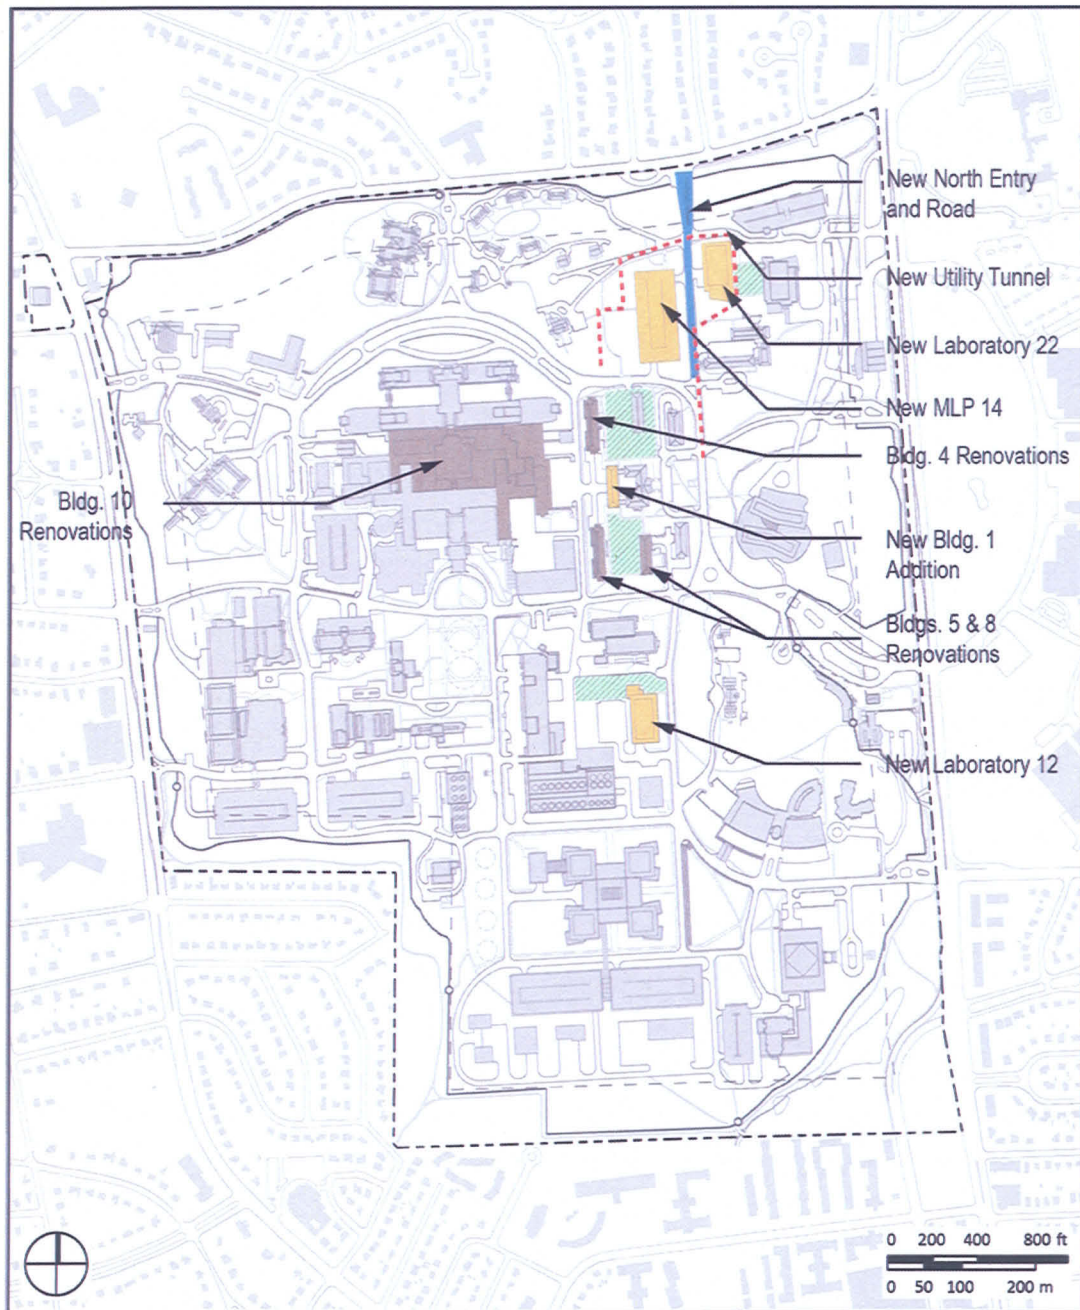 New North Entry
and Road
New Utility Tunnel
New Laboratory 22
New MLP 14
Bldg. 4 Renovations
Bldg. 10
Renovations
New Bldg. 1
Addition
Bldgs. 5 & 8
Renovations
New Laboratory 12
0 200 400 800 ft
0 50 100 200 m